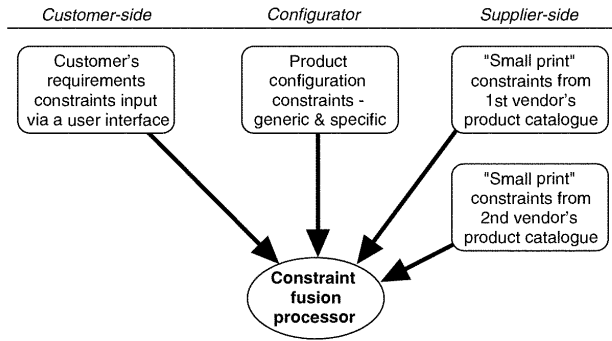 Customer-side
Configurator
Supplier-side
Customer's
requirements
constraints input
via a user interface
Product
configuration
constraints -
generic & specific
"Small print"
constraints from
1st vendor's
product catalogue
"Small print"
constraints from
2nd vendor's
product catalogue
Constraint
fusion
processor